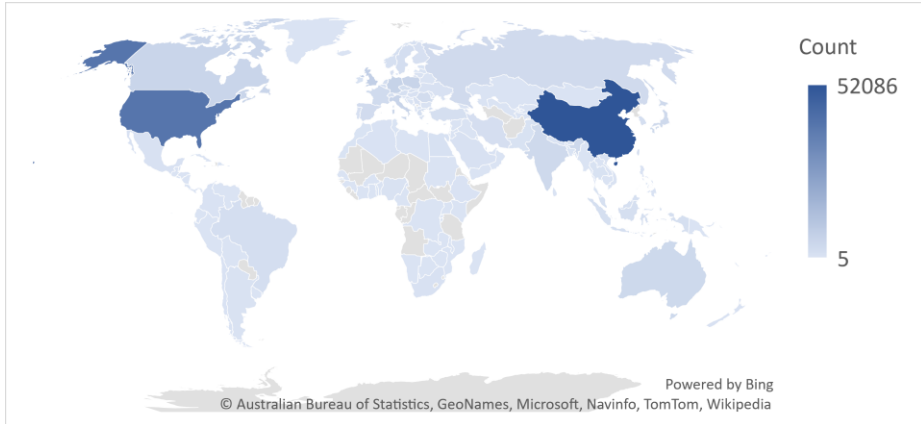 Count
52086
5
Powered by Bing
© Australian Bureau of Statistics, GeoNames, Microsoft, Navinfo, TomTom, Wikipedia